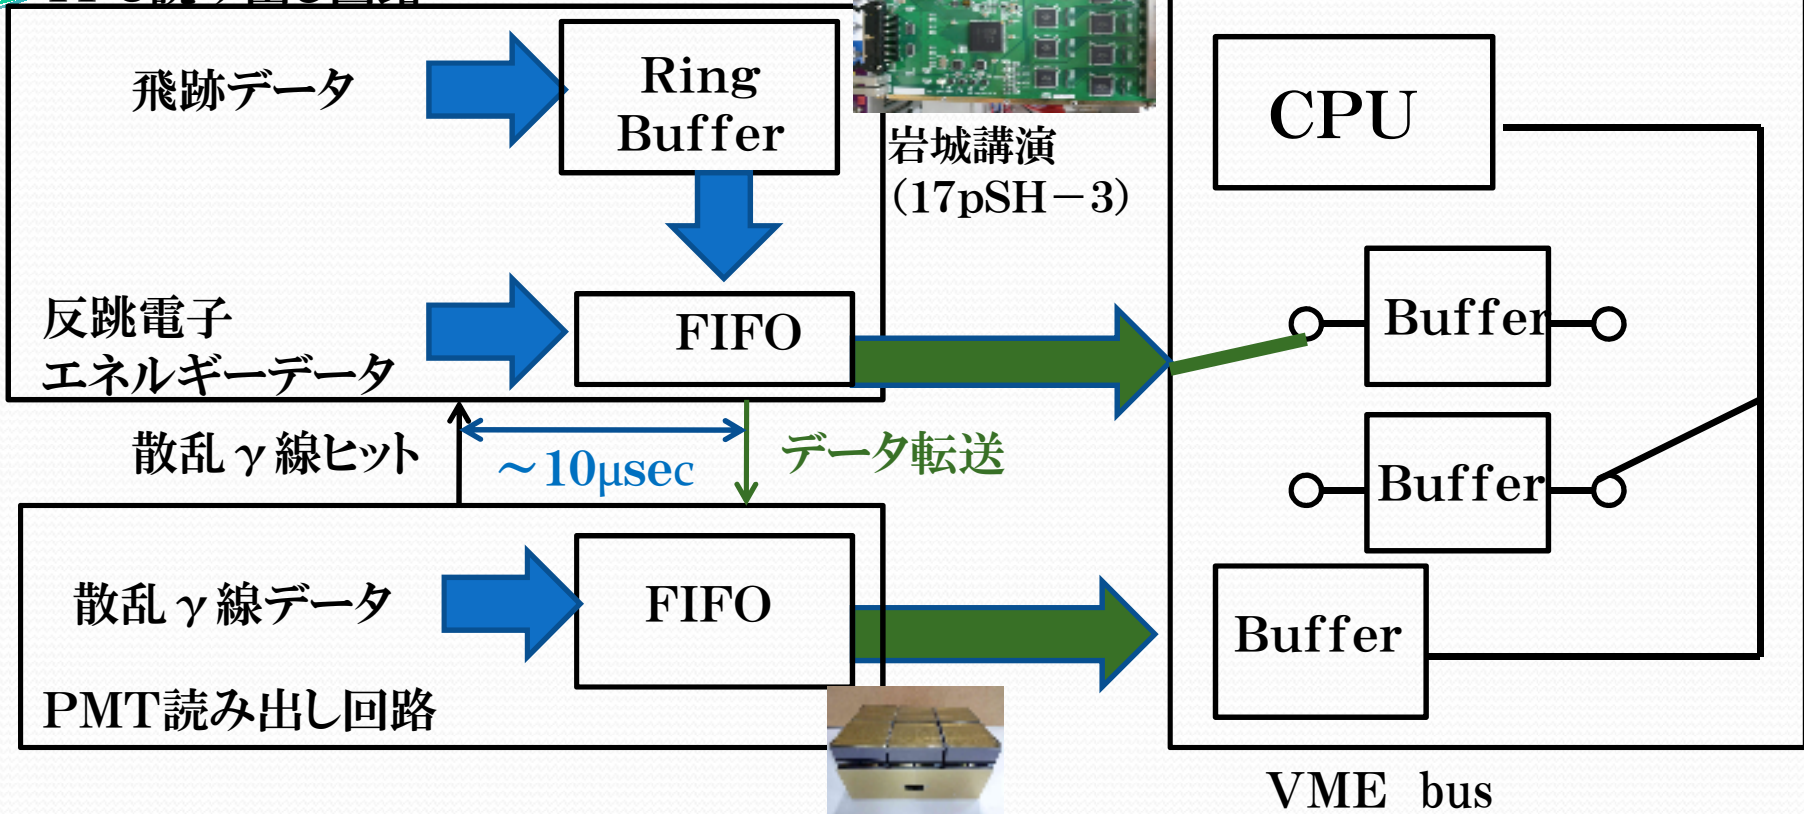 飛跡データ
Ring
Buffer
岩城講演
(17pSH－3)
CPU
反跳電子
エネルギーデータ
FIFO
Buffer
散乱γ線ヒット
～10μsec
データ転送
Buffer
散乱γ線データ
FIFO
Buffer
PMT読み出し回路
VME bus